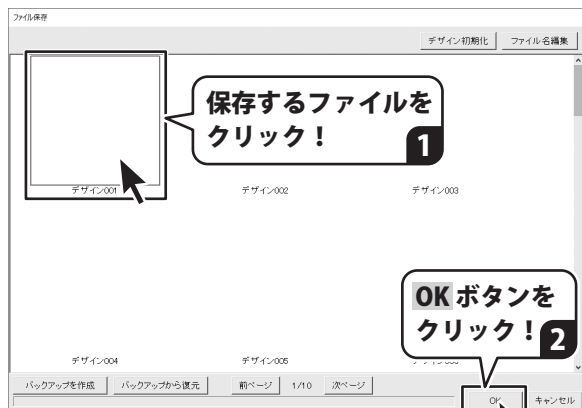 ファイル保存
デザイン初期化 ファイル名編集
保存するファイルを
クリック！
1
デザイン001 デザイン002 デザイン003
OKボタンを
クリック！
2
デザイン004 デザイン005
バックアップを作成 バックアップから復元 前ページ 1/10 次ページ
OK キャンセル